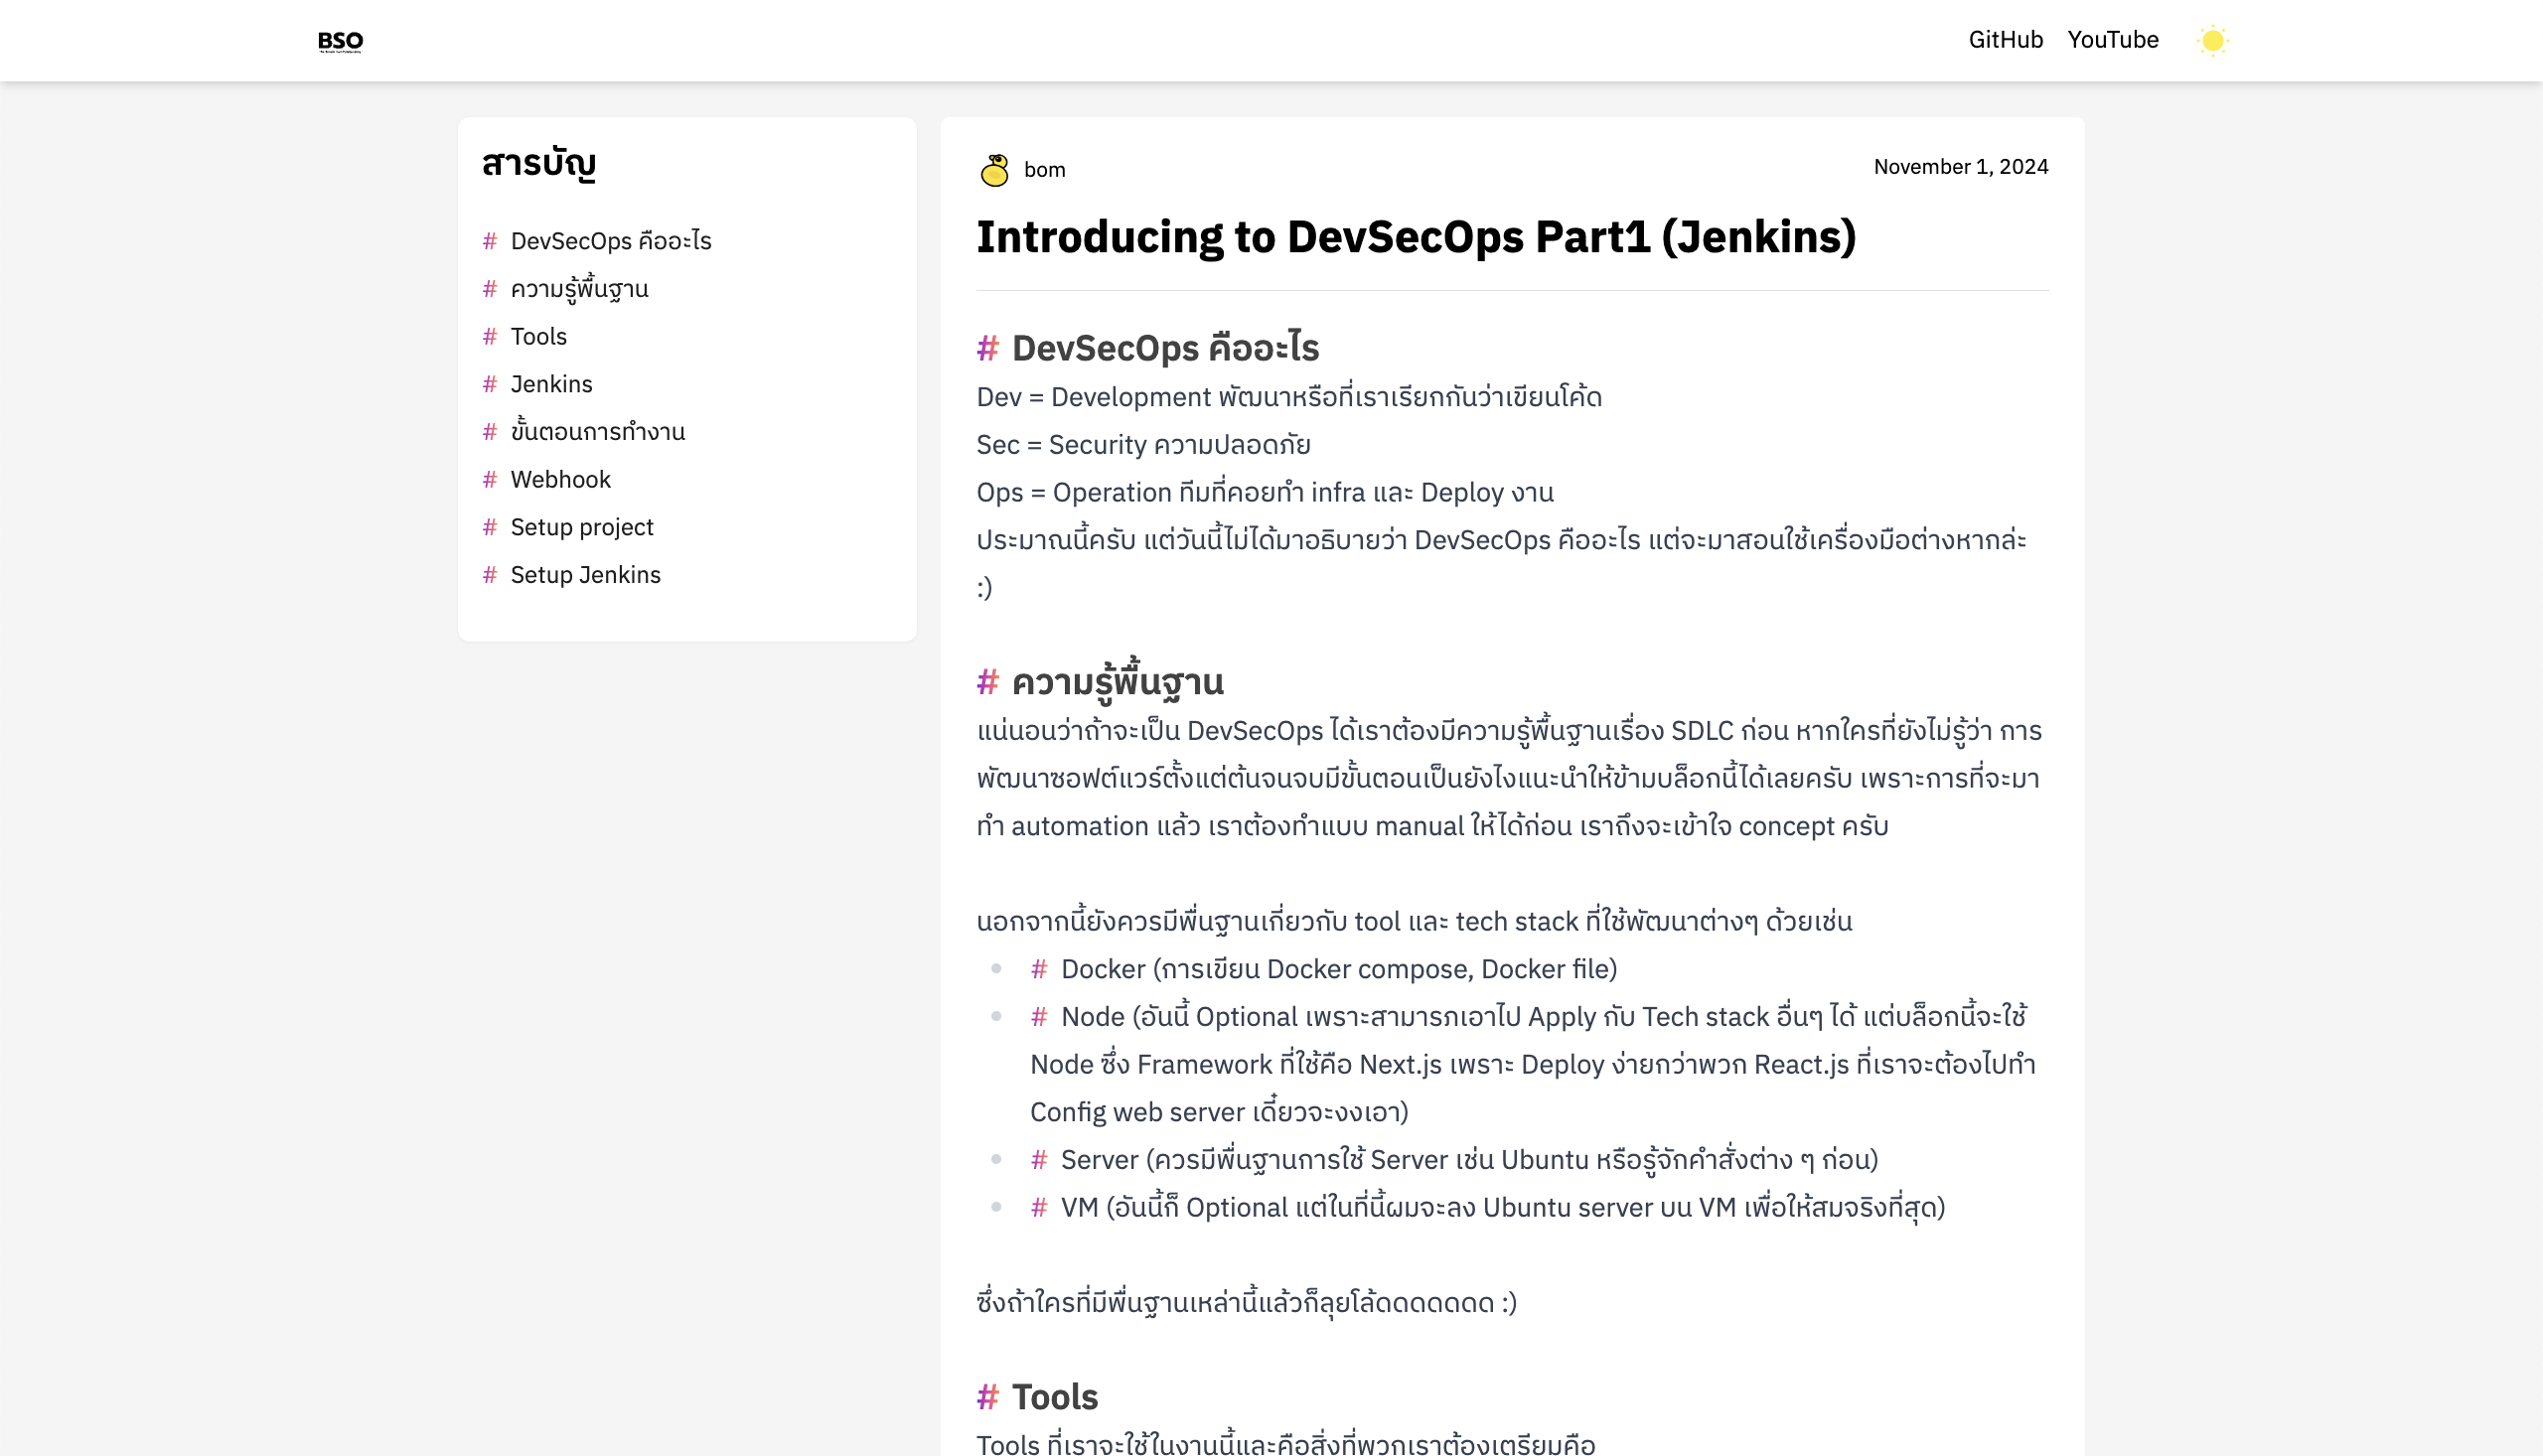 BSO
GitHub YouTube
สารบัญ
# DevSecOps คืออะไร
# ความรู้พื้นฐาน
# Tools
# Jenkins
# ขั้นตอนการทำงาน
# Webhook
# Setup project
# Setup Jenkins
bom
November 1, 2024
Introducing to DevSecOps Part1 (Jenkins)
# DevSecOps คืออะไร
Dev = Development พัฒนาหรือที่เราเรียกกันว่าเขียนโค้ด
Sec = Security ความปลอดภัย
Ops = Operation ทีมที่คอยทำ infra และ Deploy งาน
ประมาณนี้ครับ แต่วันนี้ไม่ได้มาอธิบายว่า DevSecOps คืออะไร แต่จะมาสอนใช้เครื่องมือต่างหากล่ะ
:)
# ความรู้พื้นฐาน
แน่นอนว่าถ้าจะเป็น DevSecOps ได้เราต้องมีความรู้พื้นฐานเรื่อง SDLC ก่อน หากใครที่ยังไม่รู้ว่า การ
พัฒนาซอฟต์แวร์ตั้งแต่ต้นจนจบมีขั้นตอนเป็นยังไงแนะนำให้ข้ามบล็อกนี้ได้เลยครับ เพราะการที่จะมา
ทำ automation แล้ว เราต้องทำแบบ manual ให้ได้ก่อน เราถึงจะเข้าใจ concept ครับ
นอกจากนี้ยังควรมีพื่นฐานเกี่ยวกับ tool และ tech stack ที่ใช้พัฒนาต่างๆ ด้วยเช่น
# Docker (การเขียน Docker compose, Docker file)
# Node (อันนี้ Optional เพราะสามารภเอาไป Apply กับ Tech stack อื่นๆ ได้ แต่บล็อกนี้จะใช้
Node ซึ่ง Framework ที่ใช้คือ Next.js เพราะ Deploy ง่ายกว่าพวก React.js ที่เราจะต้องไปทำ
Config web server เดี๋ยวจะงงเอา)
# Server (ควรมีพื่นฐานการใช้ Server เช่น Ubuntu หรือรู้จักคำสั่งต่าง ๆ ก่อน)
# VM (อันนี้ก็ Optional แต่ในที่นี้ผมจะลง Ubuntu server บน VM เพื่อให้สมจริงที่สุด)
ซึ่งถ้าใครที่มีพื่นฐานเหล่านี้แล้วก็ลุยโล้ดดดดดดด :)
# Tools
Tools ที่เราจะใช้ในงานนี้และคือสิ่งที่พวกเราต้องเตรียมคือ